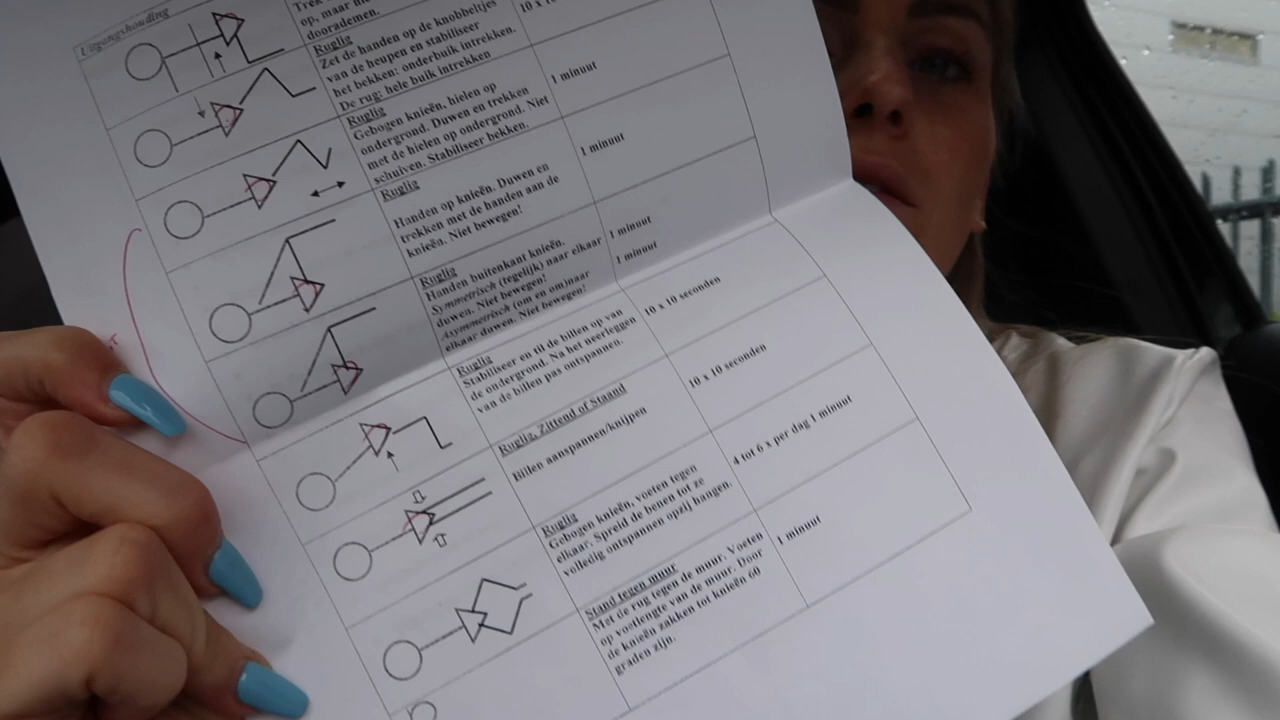 Uitgangshouding
Trek
op, maar
doorademen.
10 x
Ruglig
Zet de handen op de knobbeltjes
van de heupen en stabiliseer
het bekken: onderbuik intrekken.
De rug: hele buik intrekken
1 minuut
Ruglig
Gebogen knieën, hielen op
ondergrond. Duwen en trekken
met de hielen op ondergrond. Niet
schuiven. Stabiliseer bekken.
1 minuut
Ruglig
Handen op knieën. Duwen en
trekken met de handen aan de
knieën. Niet bewegen!
1 minuut
1 minuut
Ruglig
Handen buitenkant knieën.
Symmetrisch (tegelijk) naar elkaar
duwen. Niet bewegen!
Asymmetrisch (om en om)naar
elkaar duwen. Niet bewegen!
10 x 10 seconden
Ruglig
Stabiliseer en til de billen op van
de ondergrond. Na het neerleggen
van de billen pas ontspannen.
10 x 10 seconden
Ruglig, Zittend of Staand
Billen aanspannen/knijpen
4 tot 6 x per dag 1 minuut
Ruglig
Gebogen knieën, voeten tegen
elkaar. Spreid de benen tot ze
volledig ontspannen opzij hangen.
1 minuut
Stand tegen muur
Met de rug tegen de muur. Voeten
op voetlengte van de muur. Door
de knieën zakken tot knieën 60
graden zijn.